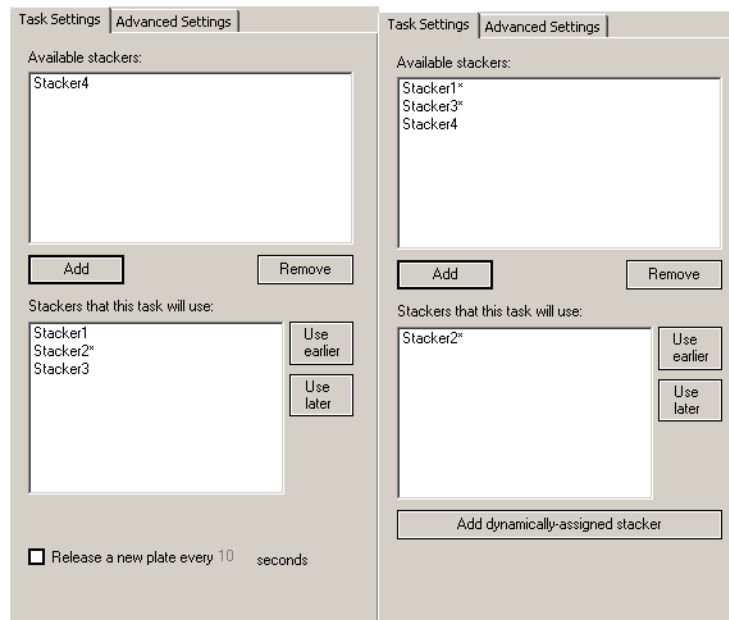 Task Settings Advanced Settings
Available stackers:
Stacker4
Add Remove
Stackers that this task will use:
Stacker1
Stacker2*
Stacker3
Use earlier
Use later
Release a new plate every 10 seconds
Task Settings Advanced Settings
Available stackers:
Stacker1*
Stacker3*
Stacker4
Add Remove
Stackers that this task will use:
Stacker2*
Use earlier
Use later
Add dynamically-assigned stacker